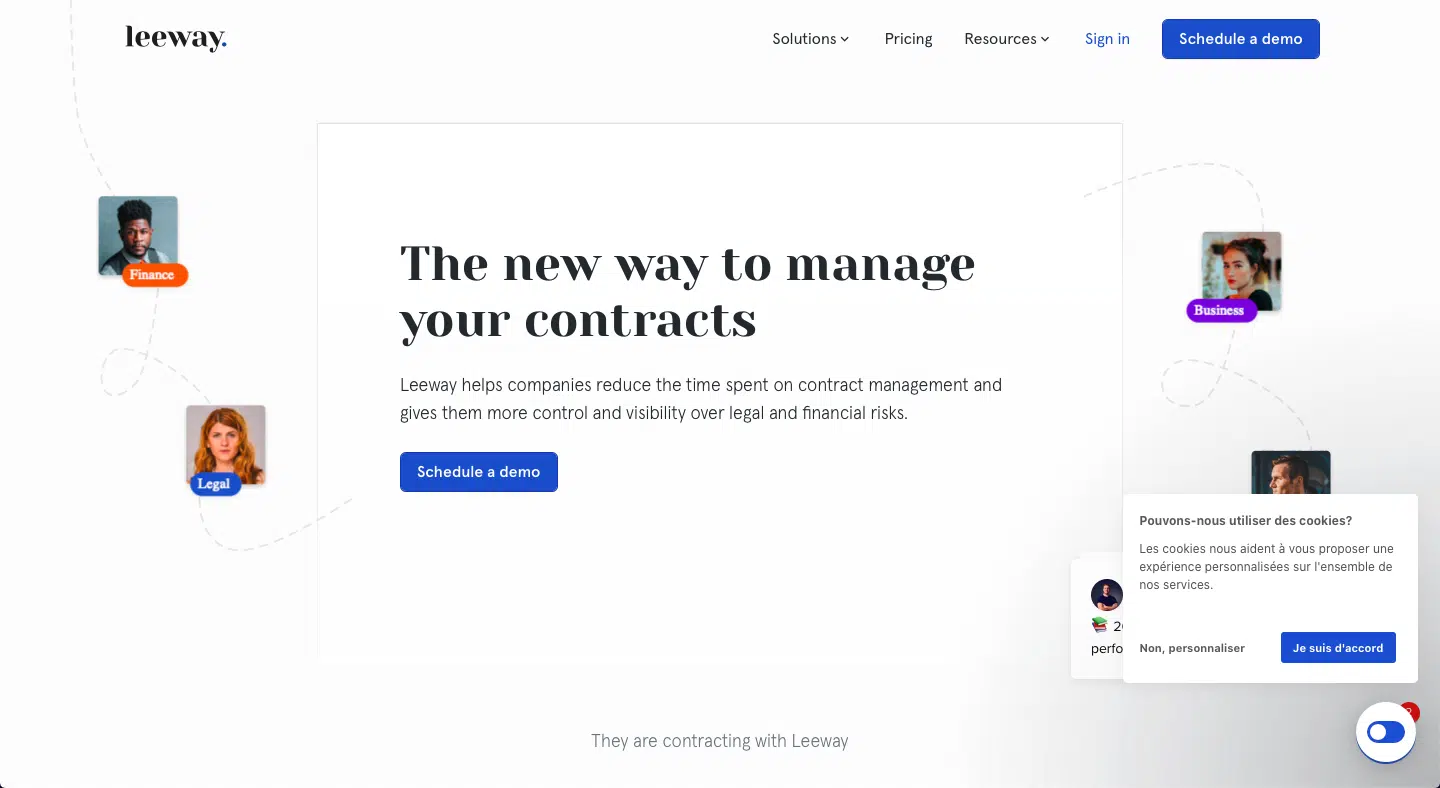 leeway.
Solutions
Pricing
Resources
Sign in
Schedule a demo
Finance
Legal
The new way to manage
your contracts
Leeway helps companies reduce the time spent on contract management and
gives them more control and visibility over legal and financial risks.
Schedule a demo
Business
Pouvons-nous utiliser des cookies?
Les cookies nous aident à vous proposer une
expérience personnalisées sur l'ensemble de
nos services.
Non, personnaliser
Je suis d'accord
perfo
They are contracting with Leeway